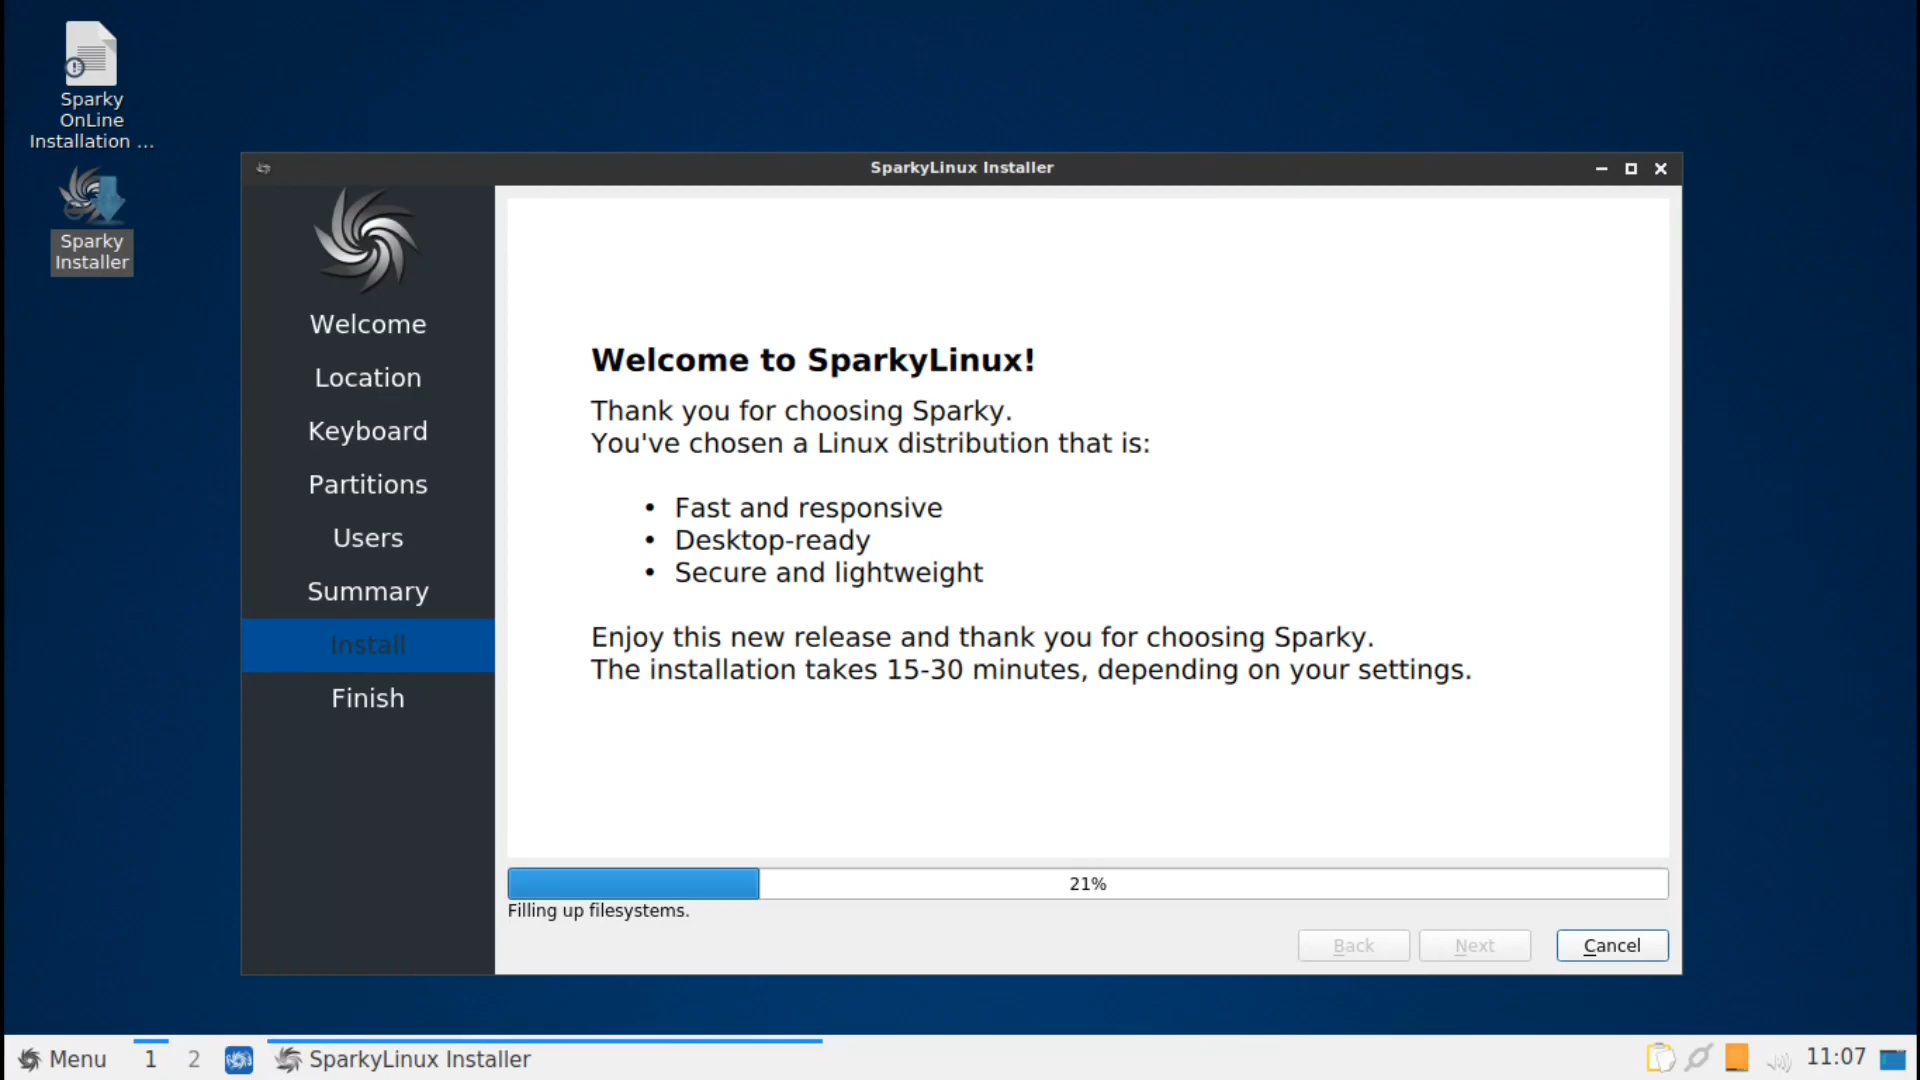 Sparky
OnLine
Installation ...
Sparky
Installer
SparkyLinux Installer
Welcome
Location
Keyboard
Partitions
Users
Summary
Install
Finish
Welcome to SparkyLinux!
Thank you for choosing Sparky.
You've chosen a Linux distribution that is:
• Fast and responsive
• Desktop-ready
• Secure and lightweight
Enjoy this new release and thank you for choosing Sparky.
The installation takes 15-30 minutes, depending on your settings.
21%
Filling up filesystems.
Back
Next
Cancel
Menu
1
2
SparkyLinux Installer
11:07